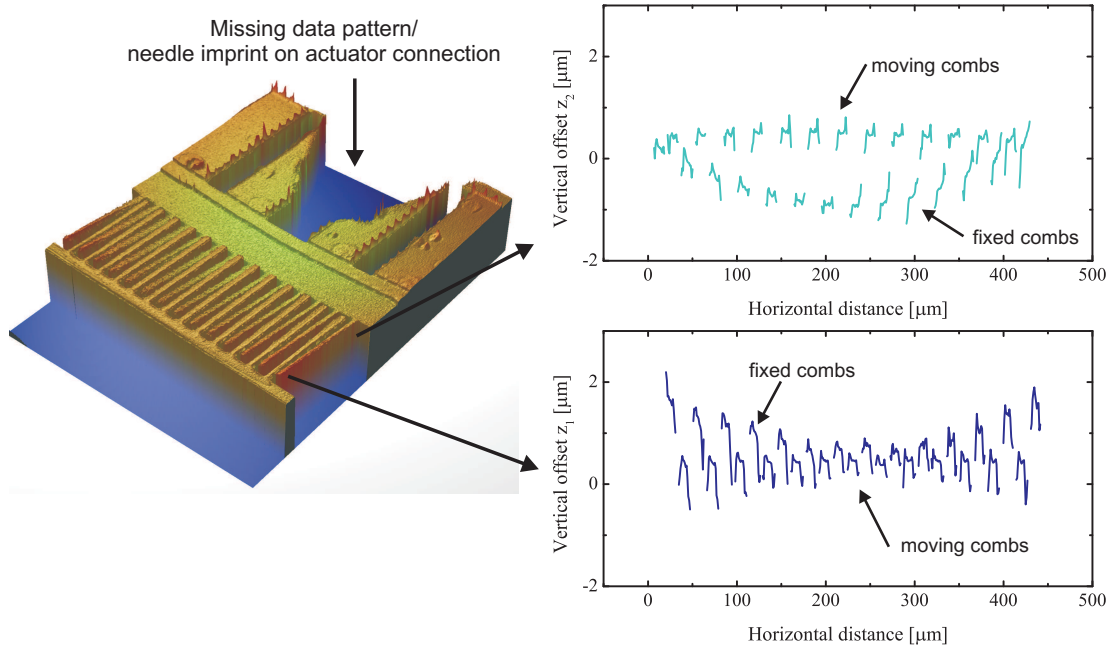 Missing data pattern/
needle imprint on actuator connection
Vertical offset z₂ [μm]
2
0
-2
moving combs
fixed combs
0 100 200 300 400 500
Horizontal distance [μm]
Vertical offset z₁ [μm]
2
0
-2
fixed combs
moving combs
0 100 200 300 400 500
Horizontal distance [μm]